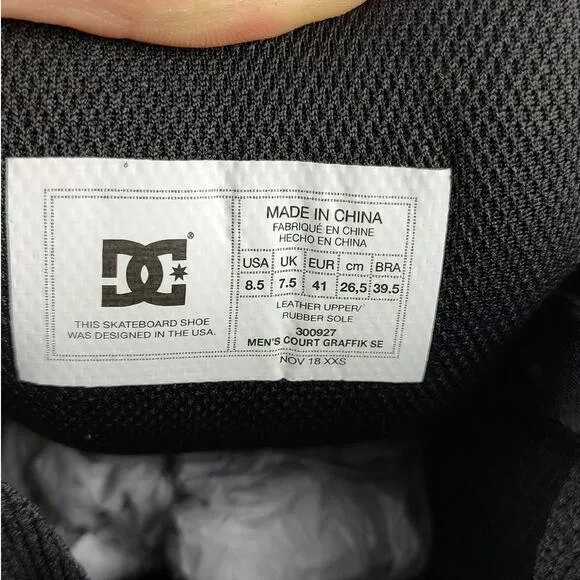 DC
®
THIS SKATEBOARD SHOE
WAS DESIGNED IN THE USA.
MADE IN CHINA
FABRIQUÉ EN CHINE
HECHO EN CHINA
USA UK EUR cm BRA
8.5 7.5 41 26,5 39.5
LEATHER UPPER/
RUBBER SOLE
300927
MEN'S COURT GRAFFIK SE
NOV 18 XXS